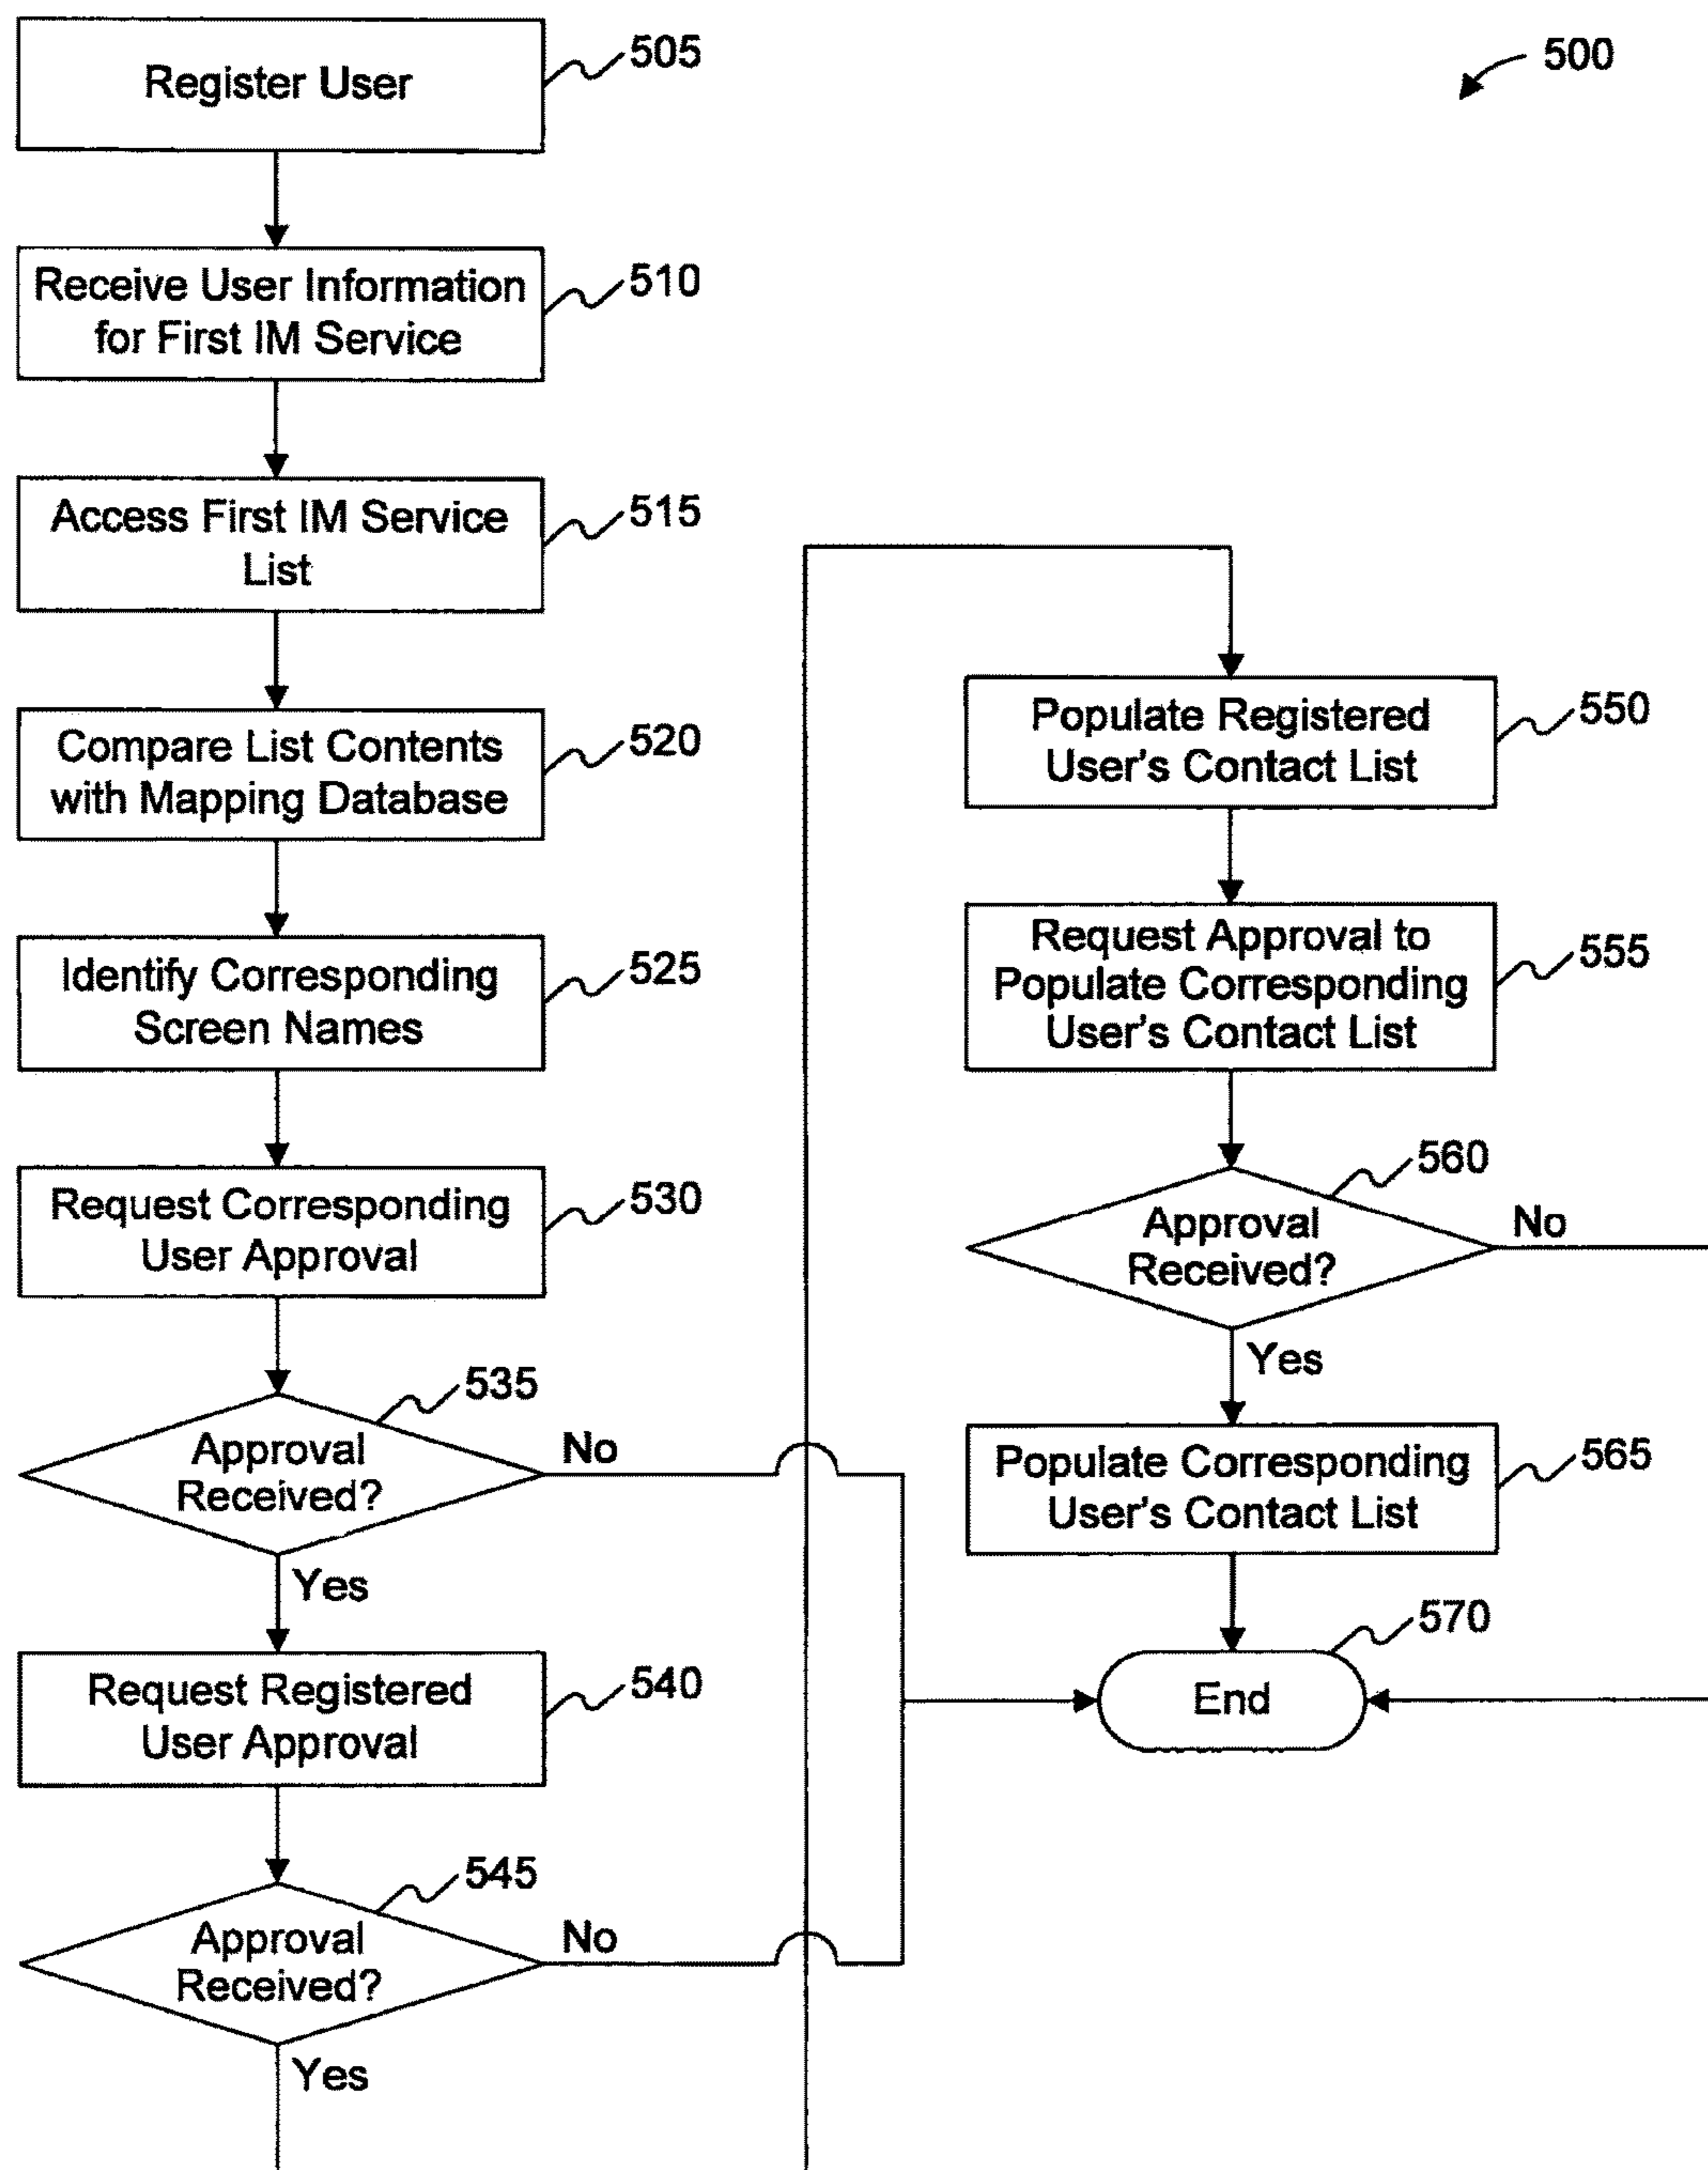 500
Register User
505
Receive User Information
for First IM Service
510
Access First IM Service
List
515
Compare List Contents
with Mapping Database
520
Identify Corresponding
Screen Names
525
Request Corresponding
User Approval
530
Approval
Received?
535
No
Yes
Request Registered
User Approval
540
Approval
Received?
545
No
Yes
Populate Registered
User's Contact List
550
Request Approval to
Populate Corresponding
User's Contact List
555
Approval
Received?
560
No
Yes
Populate Corresponding
User's Contact List
565
End
570